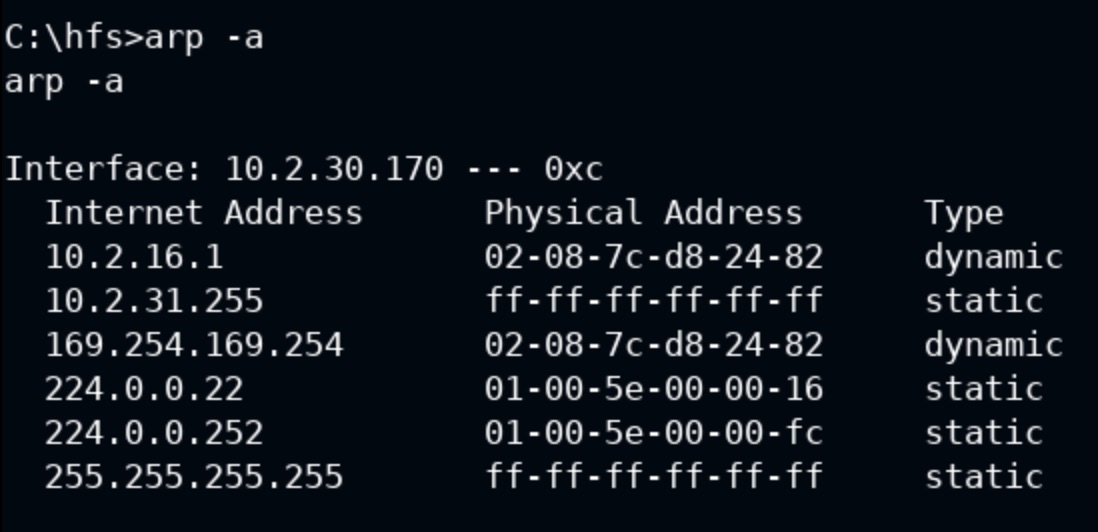 C:\hfs>arp -a
arp -a
Interface: 10.2.30.170 --- 0xc
Internet Address Physical Address Type
10.2.16.1 02-08-7c-d8-24-82 dynamic
10.2.31.255 ff-ff-ff-ff-ff-ff static
169.254.169.254 02-08-7c-d8-24-82 dynamic
224.0.0.22 01-00-5e-00-00-16 static
224.0.0.252 01-00-5e-00-00-fc static
255.255.255.255 ff-ff-ff-ff-ff-ff static